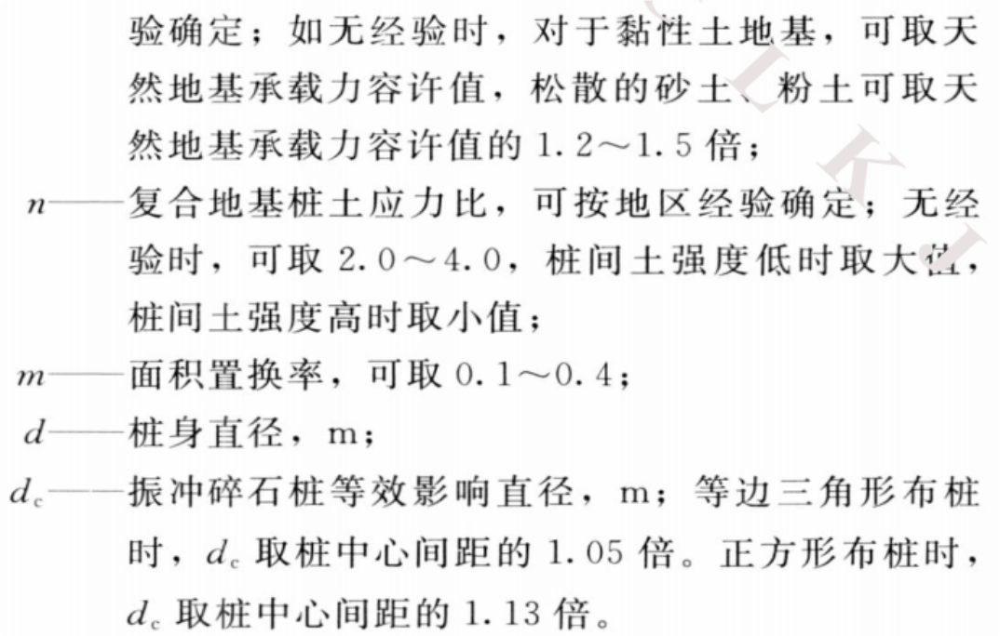 验确定；如无经验时，对于黏性土地基，可取天
然地基承载力容许值，松散的砂土、粉土可取天
然地基承载力容许值的 1.2～1.5 倍；
n——复合地基桩土应力比，可按地区经验确定；无经
验时，可取 2.0～4.0，桩间土强度低时取大值，
桩间土强度高时取小值；
m——面积置换率，可取 0.1～0.4；
d——桩身直径，m；
d_c——振冲碎石桩等效影响直径，m；等边三角形布桩
时，d_c 取桩中心间距的 1.05 倍。正方形布桩时，
d_c 取桩中心间距的 1.13 倍。
L
K
J